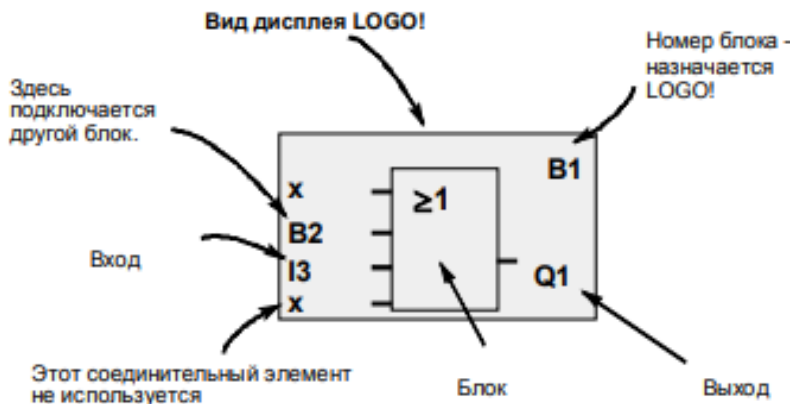 Вид дисплея LOGO!
Номер блока -
назначается
LOGO!
Здесь
подключается
другой блок.
B1
x
≥1
B2
Вход
I3
Q1
x
Этот соединительный элемент
не используется
Блок
Выход